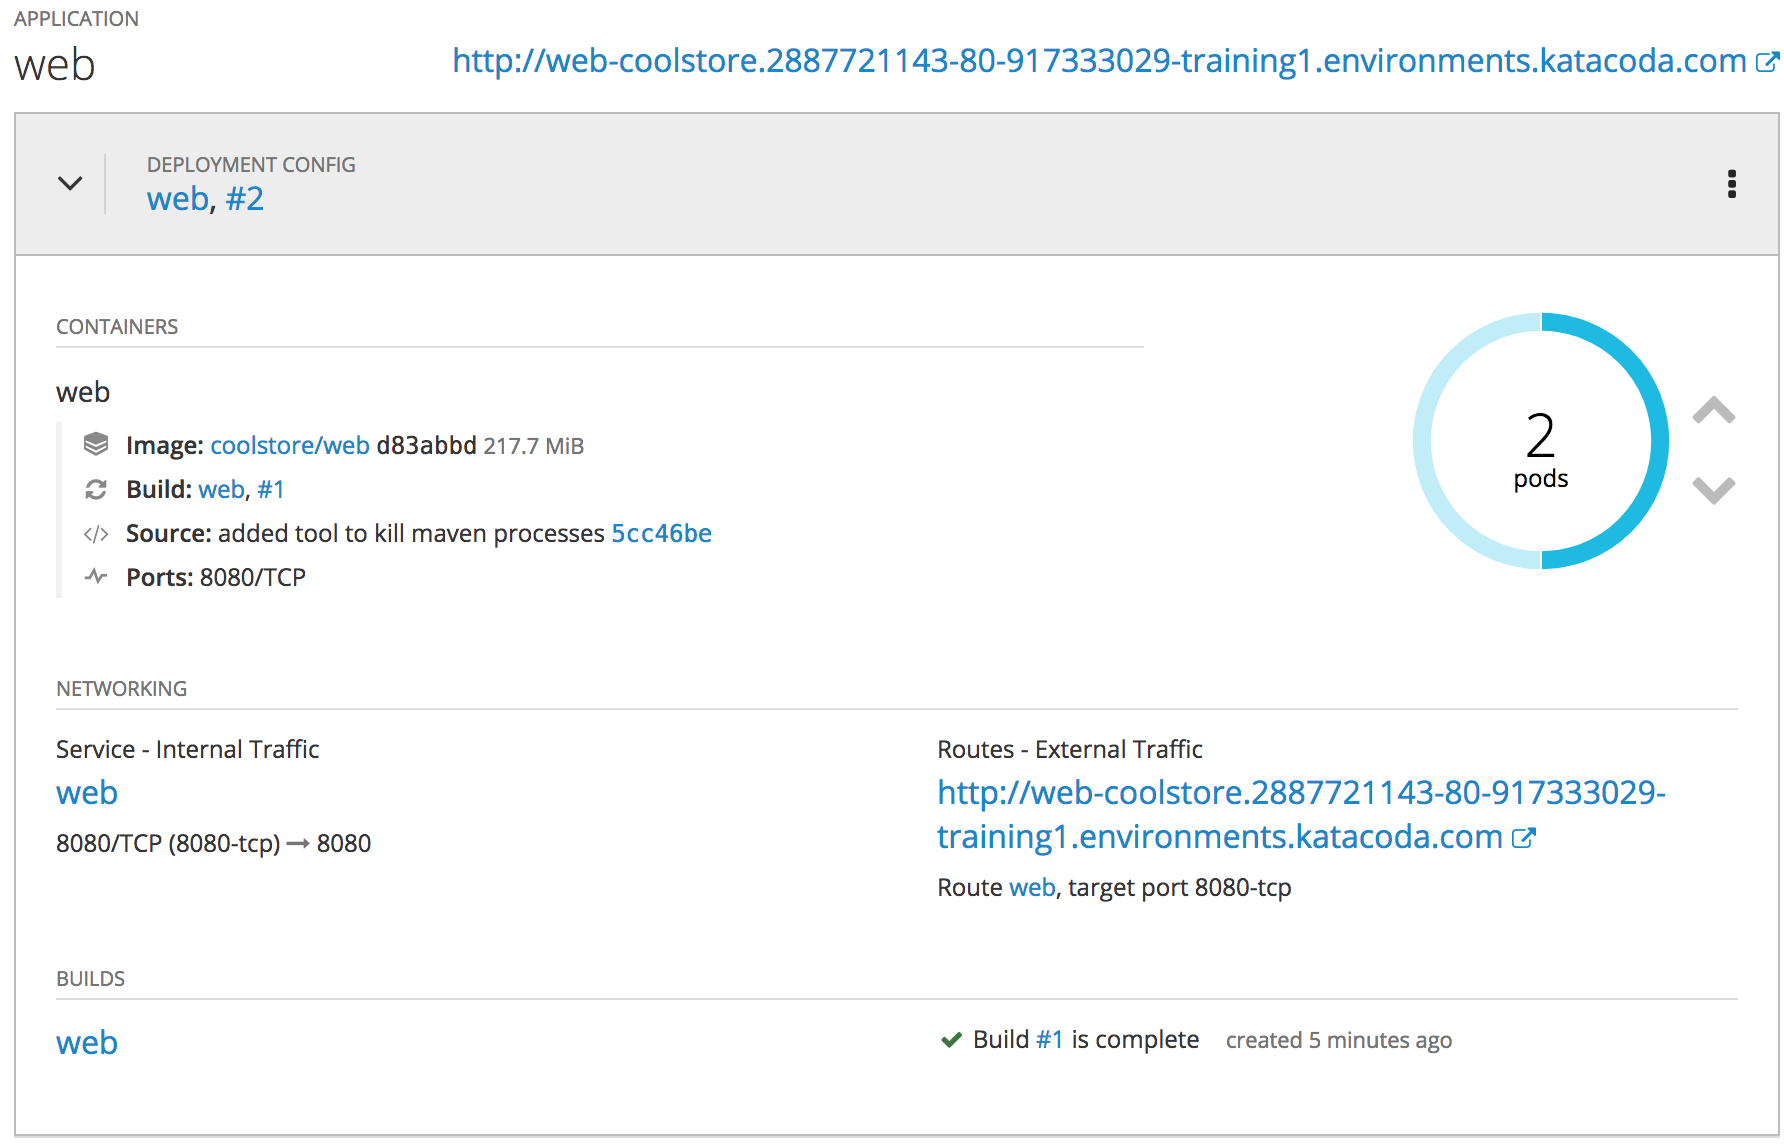 APPLICATION
web
http://web-coolstore.2887721143-80-917333029-training1.environments.katacoda.com
DEPLOYMENT CONFIG
web, #2
CONTAINERS
web
Image: coolstore/web d83abbd 217.7 MiB
Build: web, #1
Source: added tool to kill maven processes 5cc46be
Ports: 8080/TCP
2
pods
NETWORKING
Service - Internal Traffic
web
8080/TCP (8080-tcp) → 8080
Routes - External Traffic
http://web-coolstore.2887721143-80-917333029-
training1.environments.katacoda.com
Route web, target port 8080-tcp
BUILDS
web
Build #1 is complete created 5 minutes ago